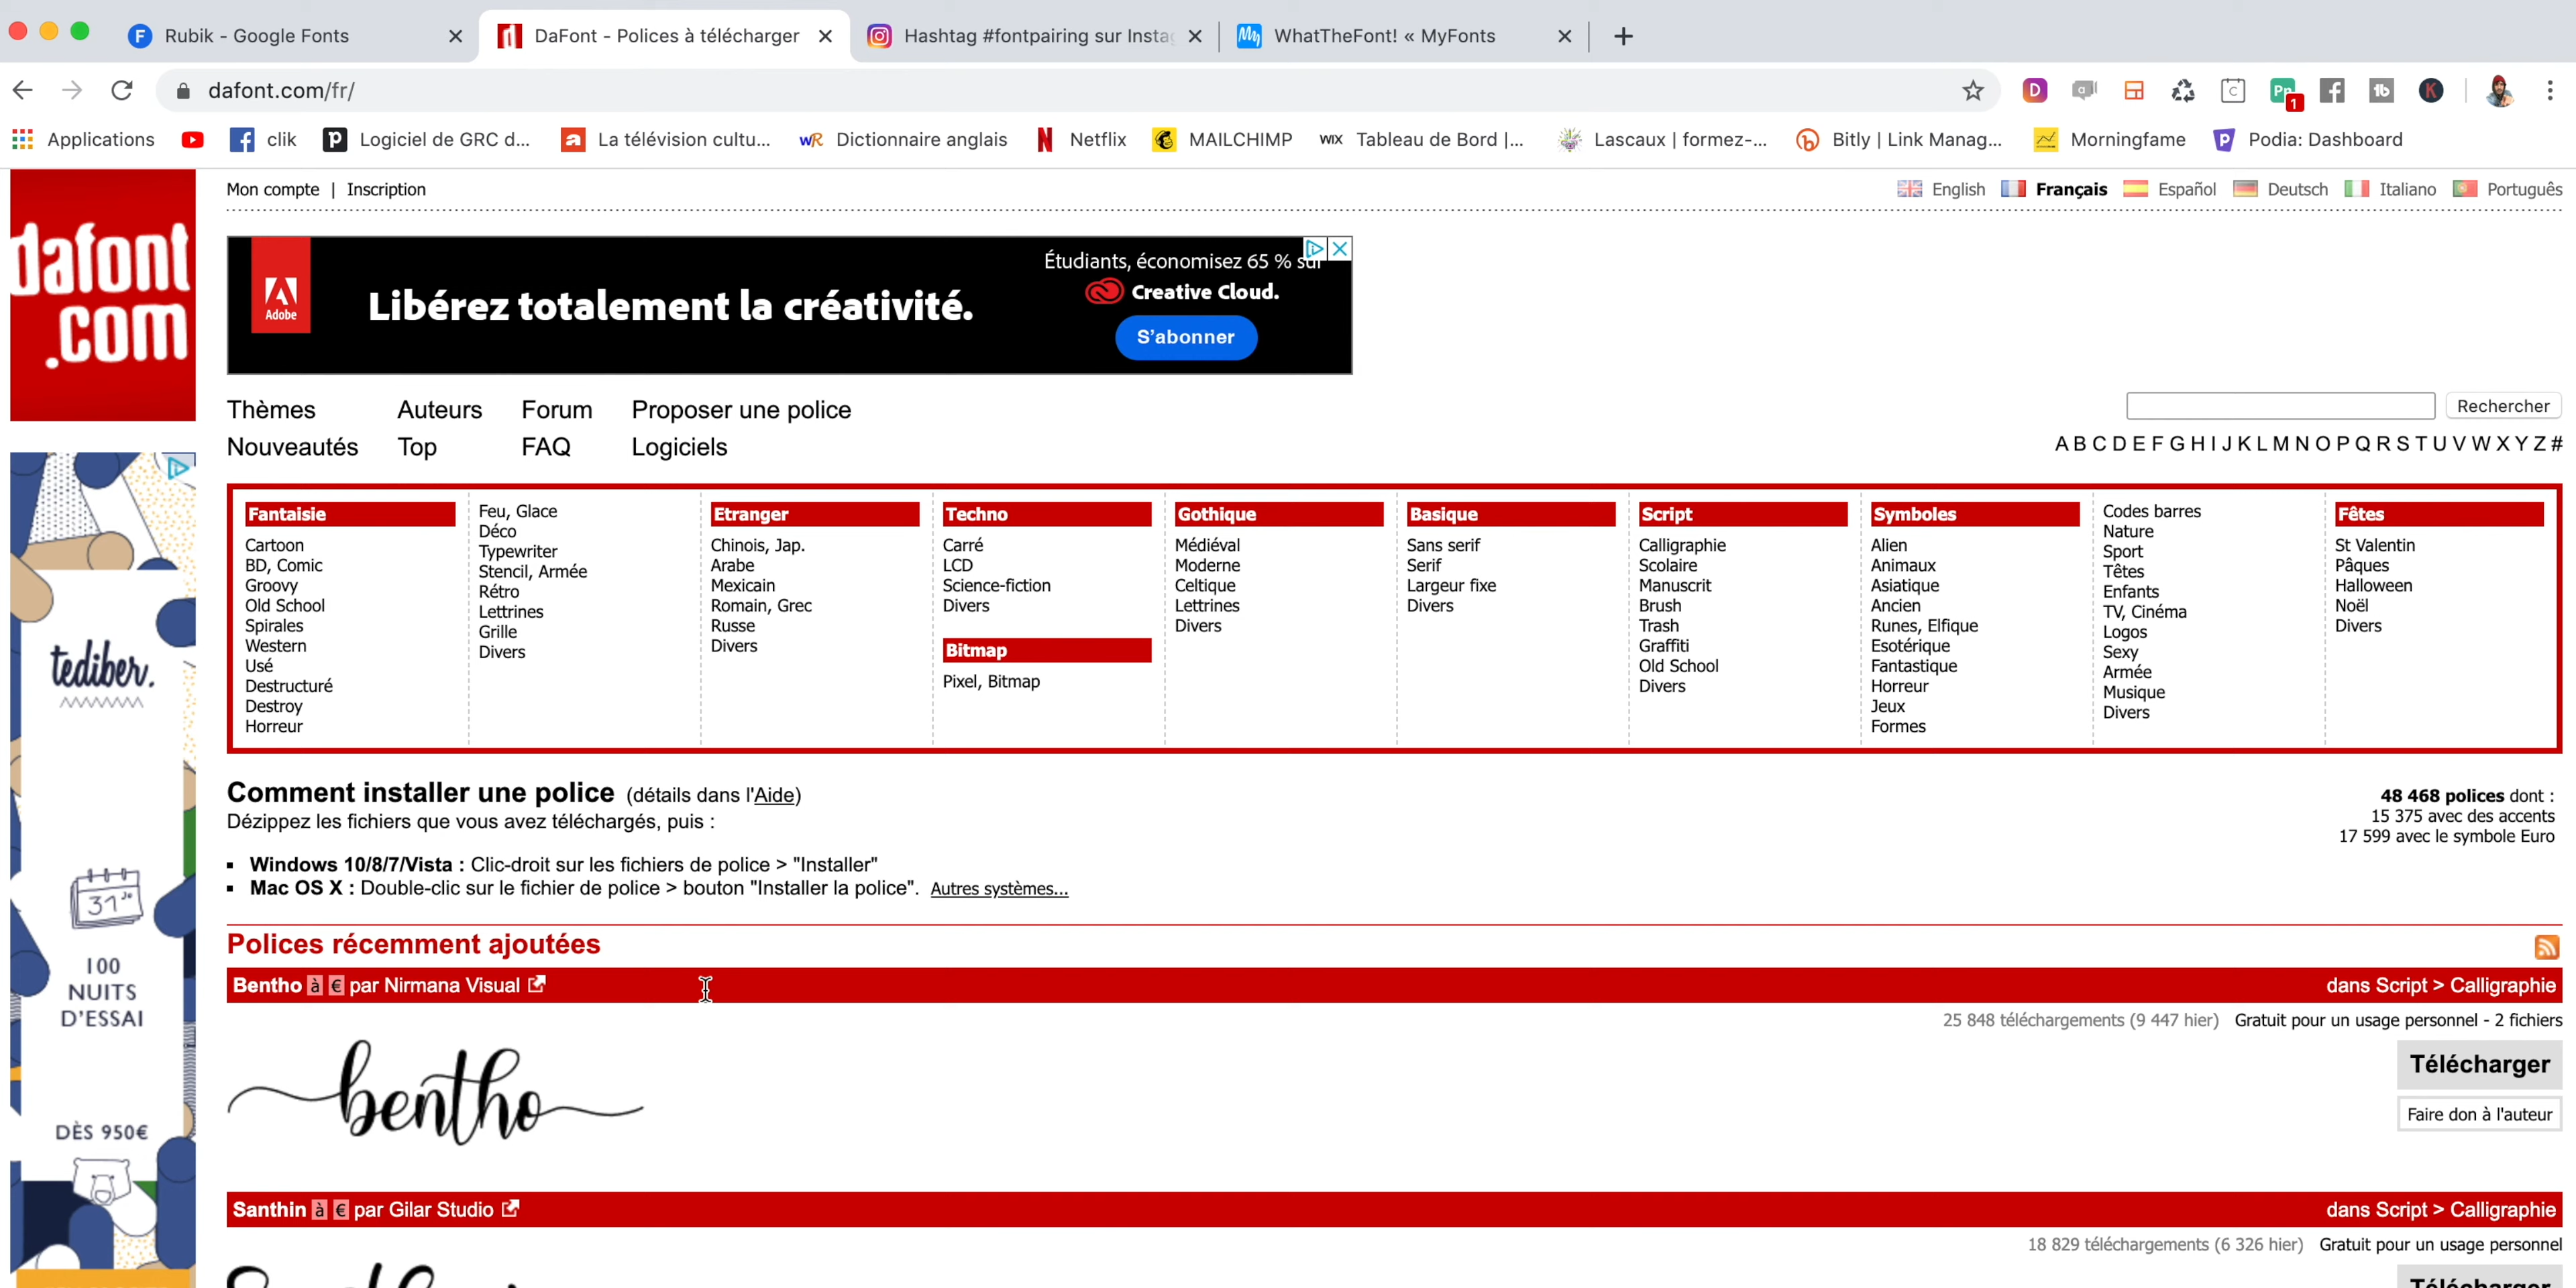 Rubik - Google Fonts
DaFont - Polices à télécharger
Hashtag #fontpairing sur Insta
WhatTheFont! « MyFonts
dafont.com/fr/
Applications
clik
Logiciel de GRC d...
La télévision cultu...
Dictionnaire anglais
Netflix
MAILCHIMP
WIX Tableau de Bord |...
Lascaux | formez-...
Bitly | Link Manag...
Morningfame
Podia: Dashboard
dafont
.com
Mon compte | Inscription
English Français Español Deutsch Italiano Português
Adobe
Libérez totalement la créativité.
Étudiants, économisez 65 % sur
Creative Cloud.
S'abonner
Thèmes Auteurs Forum Proposer une police
Nouveautés Top FAQ Logiciels
Rechercher
A B C D E F G H I J K L M N O P Q R S T U V W X Y Z #
Fantaisie
Cartoon
BD, Comic
Groovy
Old School
Spirales
Western
Usé
Destructuré
Destroy
Horreur
Feu, Glace
Déco
Typewriter
Stencil, Armée
Rétro
Lettrines
Grille
Divers
Etranger
Chinois, Jap.
Arabe
Mexicain
Romain, Grec
Russe
Divers
Techno
Carré
LCD
Science-fiction
Divers
Bitmap
Pixel, Bitmap
Gothique
Médiéval
Moderne
Celtique
Lettrines
Divers
Basique
Sans serif
Serif
Largeur fixe
Divers
Script
Calligraphie
Scolaire
Manuscrit
Brush
Trash
Graffiti
Old School
Divers
Symboles
Alien
Animaux
Asiatique
Ancien
Runes, Elfique
Esotérique
Fantastique
Horreur
Jeux
Formes
Codes barres
Nature
Sport
Têtes
Enfants
TV, Cinéma
Logos
Sexy
Armée
Musique
Divers
Fêtes
St Valentin
Pâques
Halloween
Noël
Divers
tediber.
100
NUITS
D'ESSAI
DÈS 950€
Comment installer une police (détails dans l'Aide)
Dézippez les fichiers que vous avez téléchargés, puis :
Windows 10/8/7/Vista : Clic-droit sur les fichiers de police > "Installer"
Mac OS X : Double-clic sur le fichier de police > bouton "Installer la police". Autres systèmes...
48 468 polices dont :
15 375 avec des accents
17 599 avec le symbole Euro
Polices récemment ajoutées
Bentho à € par Nirmana Visual
dans Script > Calligraphie
25 848 téléchargements (9 447 hier) Gratuit pour un usage personnel - 2 fichiers
bentho
Télécharger
Faire don à l'auteur
Santhin à € par Gilar Studio
dans Script > Calligraphie
18 829 téléchargements (6 326 hier) Gratuit pour un usage personnel
Télécharger